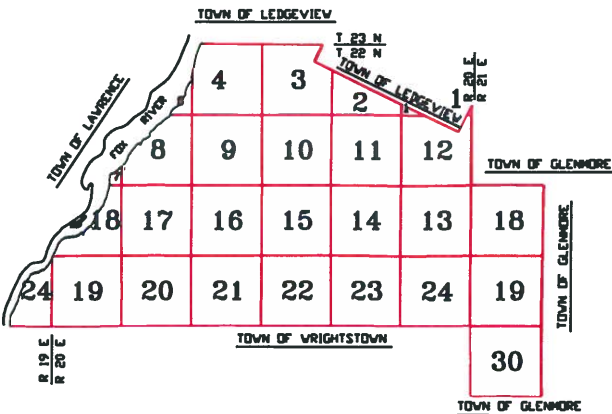 TOWN OF LEDGEVIEW
T 23 N
T 22 N
TOWN OF LEDGEVIEW
R 20 E
R 21 E
TOWN OF LAWRENCE
FOX RIVER
4 3 2 1 1
8 9 10 11 12
TOWN OF GLENMORE
18 17 16 15 14 13 18
TOWN OF GLENMORE
24 19 20 21 22 23 24 19
R 19 E
R 20 E
TOWN OF WRIGHTSTOWN
30
TOWN OF GLENMORE